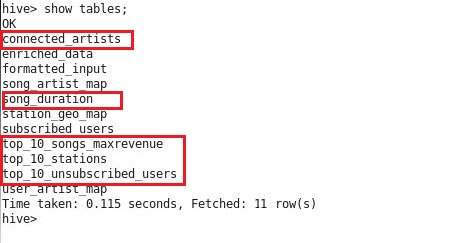 hive> show tables;
OK
connected_artists
enriched_data
formatted_input
song_artist_map
song_duration
station_geo_map
subscribed_users
top_10_songs_maxrevenue
top_10_stations
top_10_unsubscribed_users
user_artist_map
Time taken: 0.115 seconds, Fetched: 11 row(s)
hive>